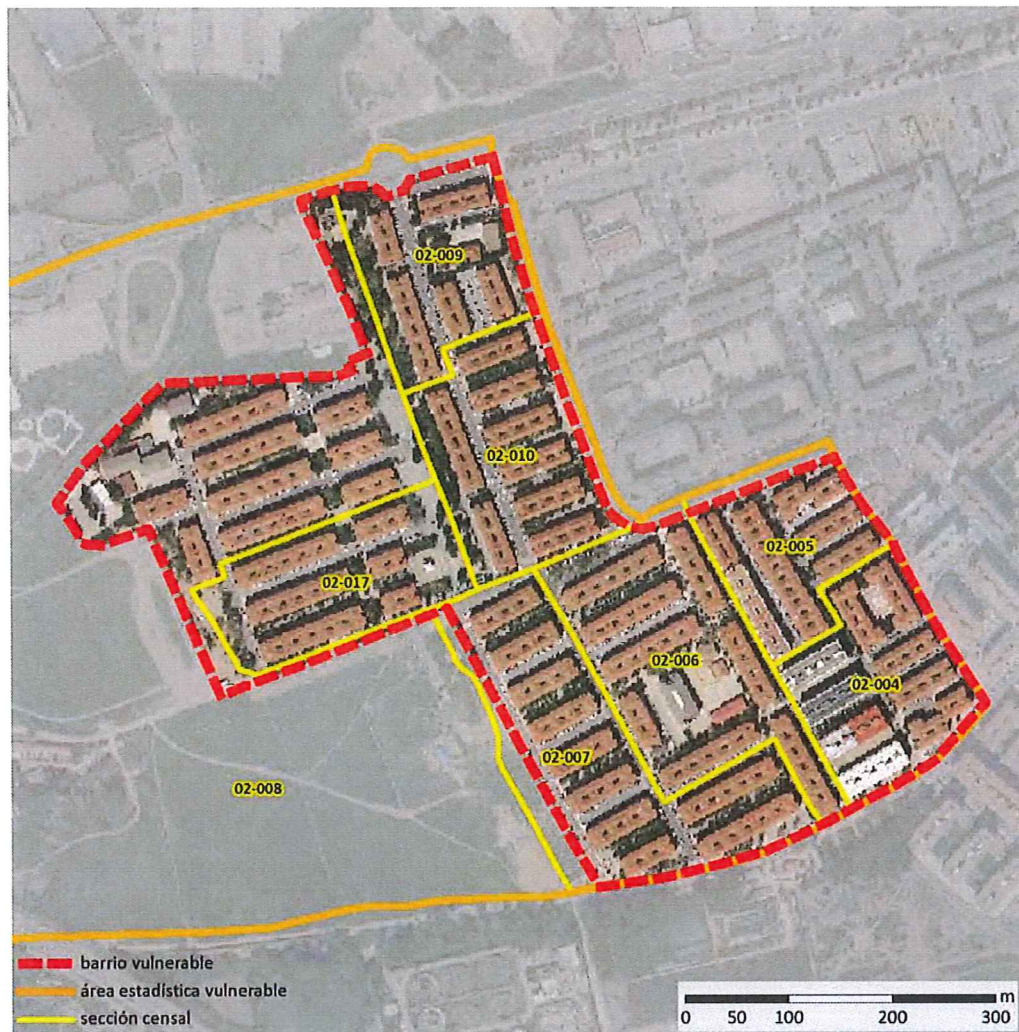 02-009
02-010
02-005
02-017
02-006
02-004
02-007
02-008
barrio vulnerable
área estadística vulnerable
sección censal
m
0 50 100 200 300